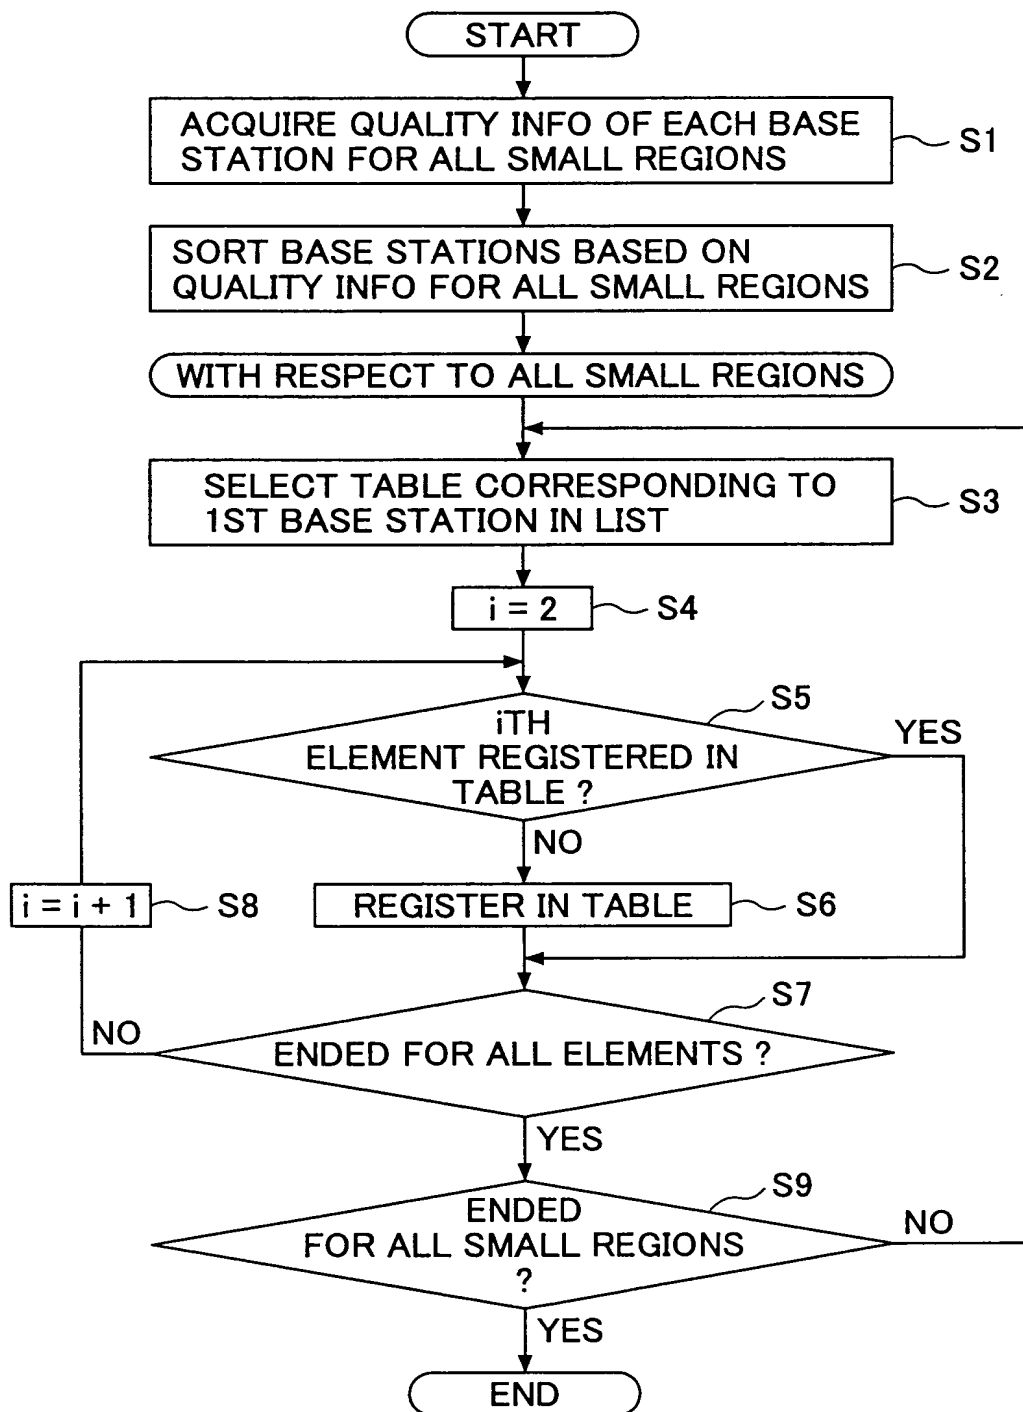 START
ACQUIRE QUALITY INFO OF EACH BASE
STATION FOR ALL SMALL REGIONS
S1
SORT BASE STATIONS BASED ON
QUALITY INFO FOR ALL SMALL REGIONS
S2
WITH RESPECT TO ALL SMALL REGIONS
SELECT TABLE CORRESPONDING TO
1ST BASE STATION IN LIST
S3
i = 2
S4
S5
iTH
ELEMENT REGISTERED IN
TABLE ?
YES
NO
i = i + 1
S8
REGISTER IN TABLE
S6
S7
NO
ENDED FOR ALL ELEMENTS ?
YES
S9
ENDED
FOR ALL SMALL REGIONS
?
NO
YES
END